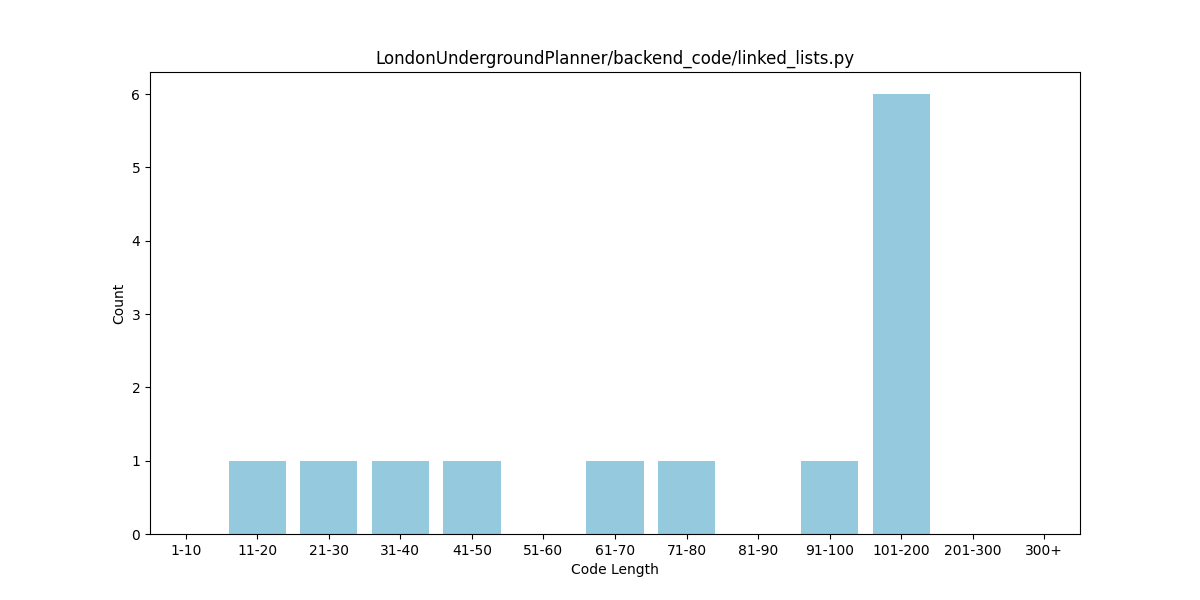 LondonUndergroundPlanner/backend_code/linked_lists.py
6
5
4
3
2
1
0
Count
1-10 11-20 21-30 31-40 41-50 51-60 61-70 71-80 81-90 91-100 101-200 201-300 300+
Code Length